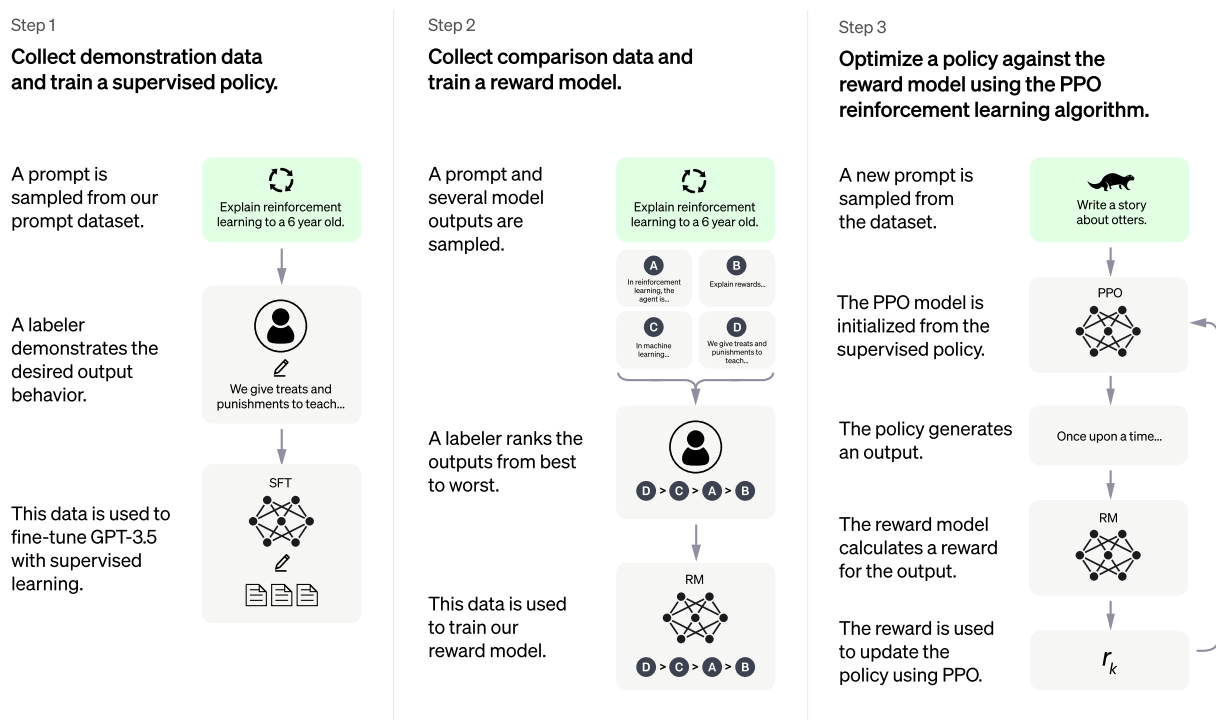 Step 1
Collect demonstration data
and train a supervised policy.
A prompt is
sampled from our
prompt dataset.
Explain reinforcement
learning to a 6 year old.
A labeler
demonstrates the
desired output
behavior.
We give treats and
punishments to teach...
This data is used to
fine-tune GPT-3.5
with supervised
learning.
SFT
Step 2
Collect comparison data and
train a reward model.
A prompt and
several model
outputs are
sampled.
Explain reinforcement
learning to a 6 year old.
A
In reinforcement
learning, the
agent is...
B
Explain rewards...
C
In machine
learning...
D
We give treats and
punishments to
teach...
A labeler ranks the
outputs from best
to worst.
D > C > A > B
This data is used
to train our
reward model.
RM
D > C > A > B
Step 3
Optimize a policy against the
reward model using the PPO
reinforcement learning algorithm.
A new prompt is
sampled from
the dataset.
Write a story
about otters.
The PPO model is
initialized from the
supervised policy.
PPO
The policy generates
an output.
Once upon a time...
The reward model
calculates a reward
for the output.
RM
The reward is used
to update the
policy using PPO.
rk